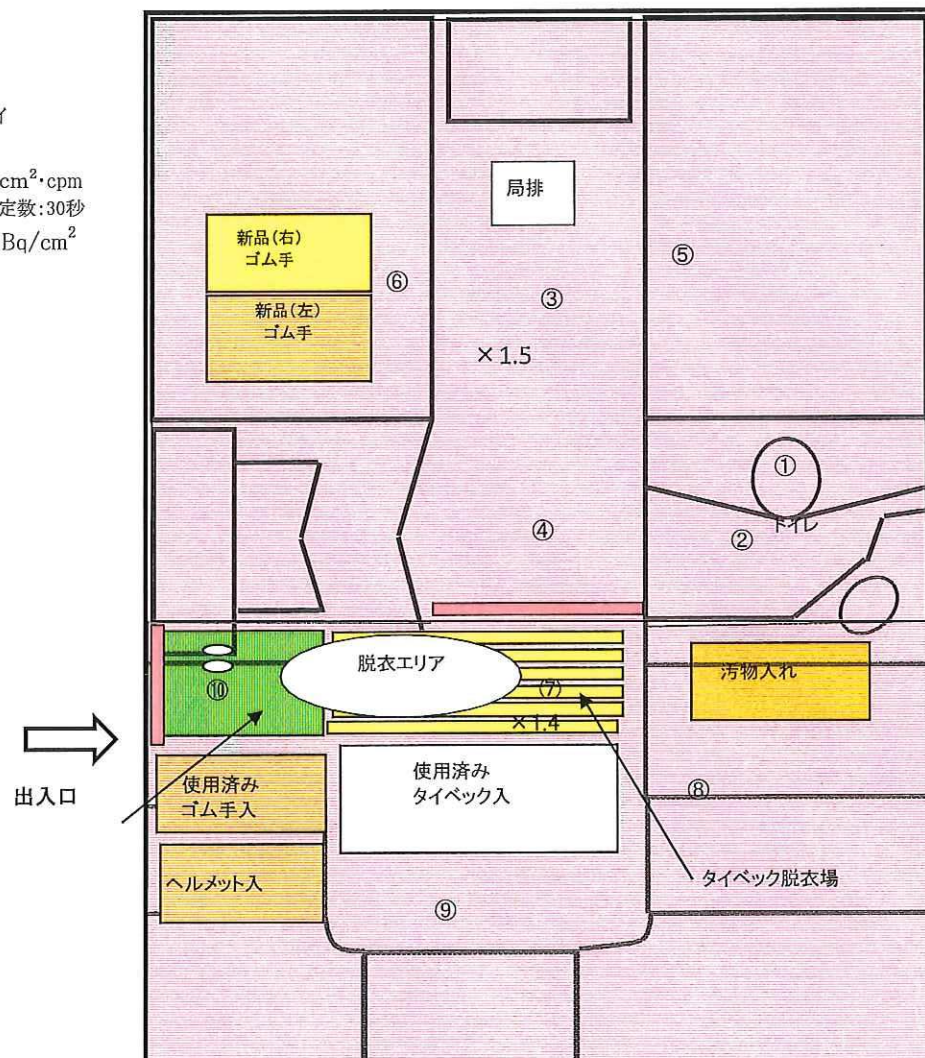 イ
cm²・cpm
定数:30秒
Bq/cm²
局排
新品(右)
ゴム手
⑥
⑤
③
新品(左)
ゴム手
×1.5
①
④
②
トイレ
脱衣エリア
汚物入れ
⑩
⑦
×1.4
使用済み
タイベック入
出入口
使用済み
ゴム手入
⑧
ヘルメット入
タイベック脱衣場
⑨